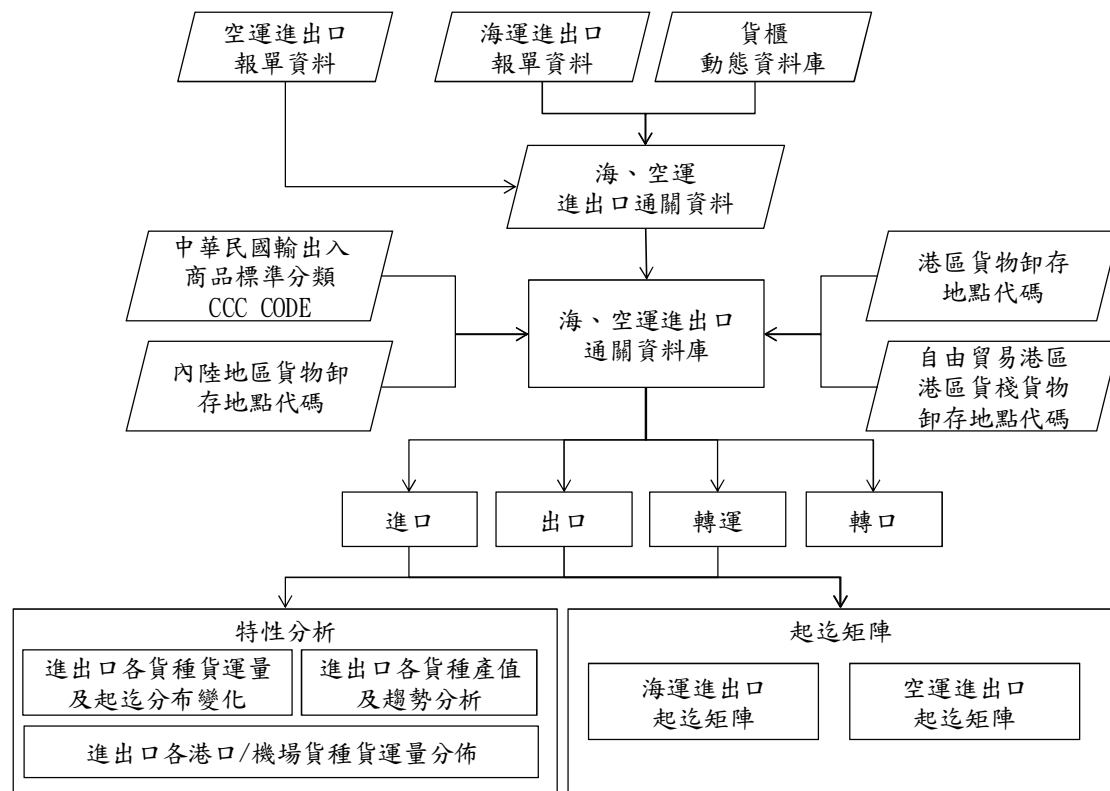 空運進出口
報單資料
海運進出口
報單資料
貨櫃
動態資料庫
海、空運
進出口通關資料
中華民國輸出入
商品標準分類
CCC CODE
港區貨物卸存
地點代碼
海、空運進出口
通關資料庫
內陸地區貨物卸
存地點代碼
自由貿易港區
港區貨棧貨物
卸存地點代碼
進口
出口
轉運
轉口
特性分析
進出口各貨種貨運量
及起迄分布變化
進出口各貨種產值
及趨勢分析
進出口各港口/機場貨種貨運量分佈
起迄矩陣
海運進出口
起迄矩陣
空運進出口
起迄矩陣